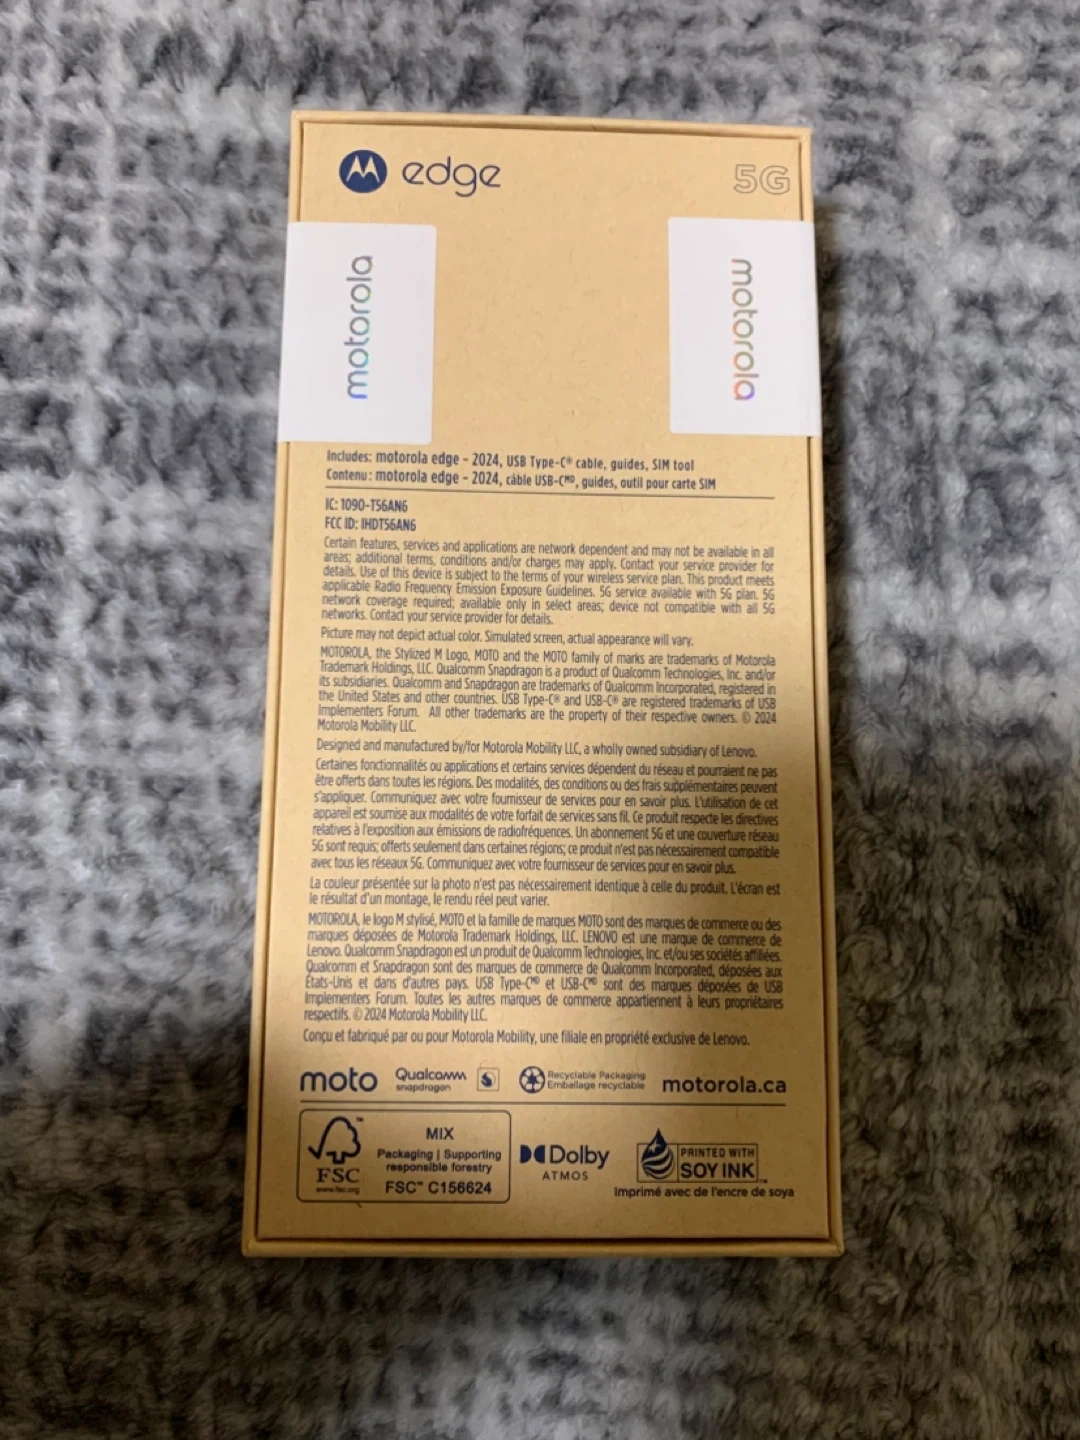 edge
5G
motorola
motorola
Includes: motorola edge - 2024, USB Type-C® cable, guides, SIM tool
Contenu : motorola edge - 2024, câble USB-Cᴹᴰ, guides, outil pour carte SIM
IC: 1090-T56AN6
FCC ID: IHDT56AN6
Certain features, services and applications are network dependent and may not be available in all
areas; additional terms, conditions and/or charges may apply. Contact your service provider for
details. Use of this device is subject to the terms of your wireless service plan. This product meets
applicable Radio Frequency Emission Exposure Guidelines. 5G service available with 5G plan. 5G
network coverage required; available only in select areas; device not compatible with all 5G
networks. Contact your service provider for details.
Picture may not depict actual color. Simulated screen, actual appearance will vary.
MOTOROLA, the Stylized M Logo, MOTO and the MOTO family of marks are trademarks of Motorola
Trademark Holdings, LLC. Qualcomm Snapdragon is a product of Qualcomm Technologies, Inc. and/or
its subsidiaries. Qualcomm and Snapdragon are trademarks of Qualcomm Incorporated, registered in
the United States and other countries. USB Type-C® and USB-C® are registered trademarks of USB
Implementers Forum. All other trademarks are the property of their respective owners. © 2024
Motorola Mobility LLC.
Designed and manufactured by/for Motorola Mobility LLC, a wholly owned subsidiary of Lenovo.
Certaines fonctionnalités ou applications et certains services dépendent du réseau et pourraient ne pas
être offerts dans toutes les régions. Des modalités, des conditions ou des frais supplémentaires peuvent
s'appliquer. Communiquez avec votre fournisseur de services pour en savoir plus. L'utilisation de cet
appareil est soumise aux modalités de votre forfait de services sans fil. Ce produit respecte les directives
relatives à l'exposition aux émissions de radiofréquences. Un abonnement 5G et une couverture réseau
5G sont requis; offerts seulement dans certaines régions; ce produit n'est pas nécessairement compatible
avec tous les réseaux 5G. Communiquez avec votre fournisseur de services pour en savoir plus.
La couleur présentée sur la photo n'est pas nécessairement identique à celle du produit. L'écran est
le résultat d'un montage, le rendu réel peut varier.
MOTOROLA, le logo M stylisé, MOTO et la famille de marques MOTO sont des marques de commerce ou des
marques déposées de Motorola Trademark Holdings, LLC. LENOVO est une marque de commerce de
Lenovo. Qualcomm Snapdragon est un produit de Qualcomm Technologies, Inc. et/ou ses sociétés affiliées.
Qualcomm et Snapdragon sont des marques de commerce de Qualcomm Incorporated, déposées aux
États-Unis et dans d'autres pays. USB Type-Cᴹᴰ et USB-Cᴹᴰ sont des marques déposées de USB
Implementers Forum. Toutes les autres marques de commerce appartiennent à leurs propriétaires
respectifs. © 2024 Motorola Mobility LLC.
Conçu et fabriqué par ou pour Motorola Mobility, une filiale en propriété exclusive de Lenovo.
moto
Qualcomm
snapdragon
Recyclable Packaging
Emballage recyclable
motorola.ca
FSC
www.fsc.org
MIX
Packaging | Supporting
responsible forestry
FSC™ C156624
Dolby
ATMOS
PRINTED WITH
SOY INK™
Imprimé avec de l'encre de soya